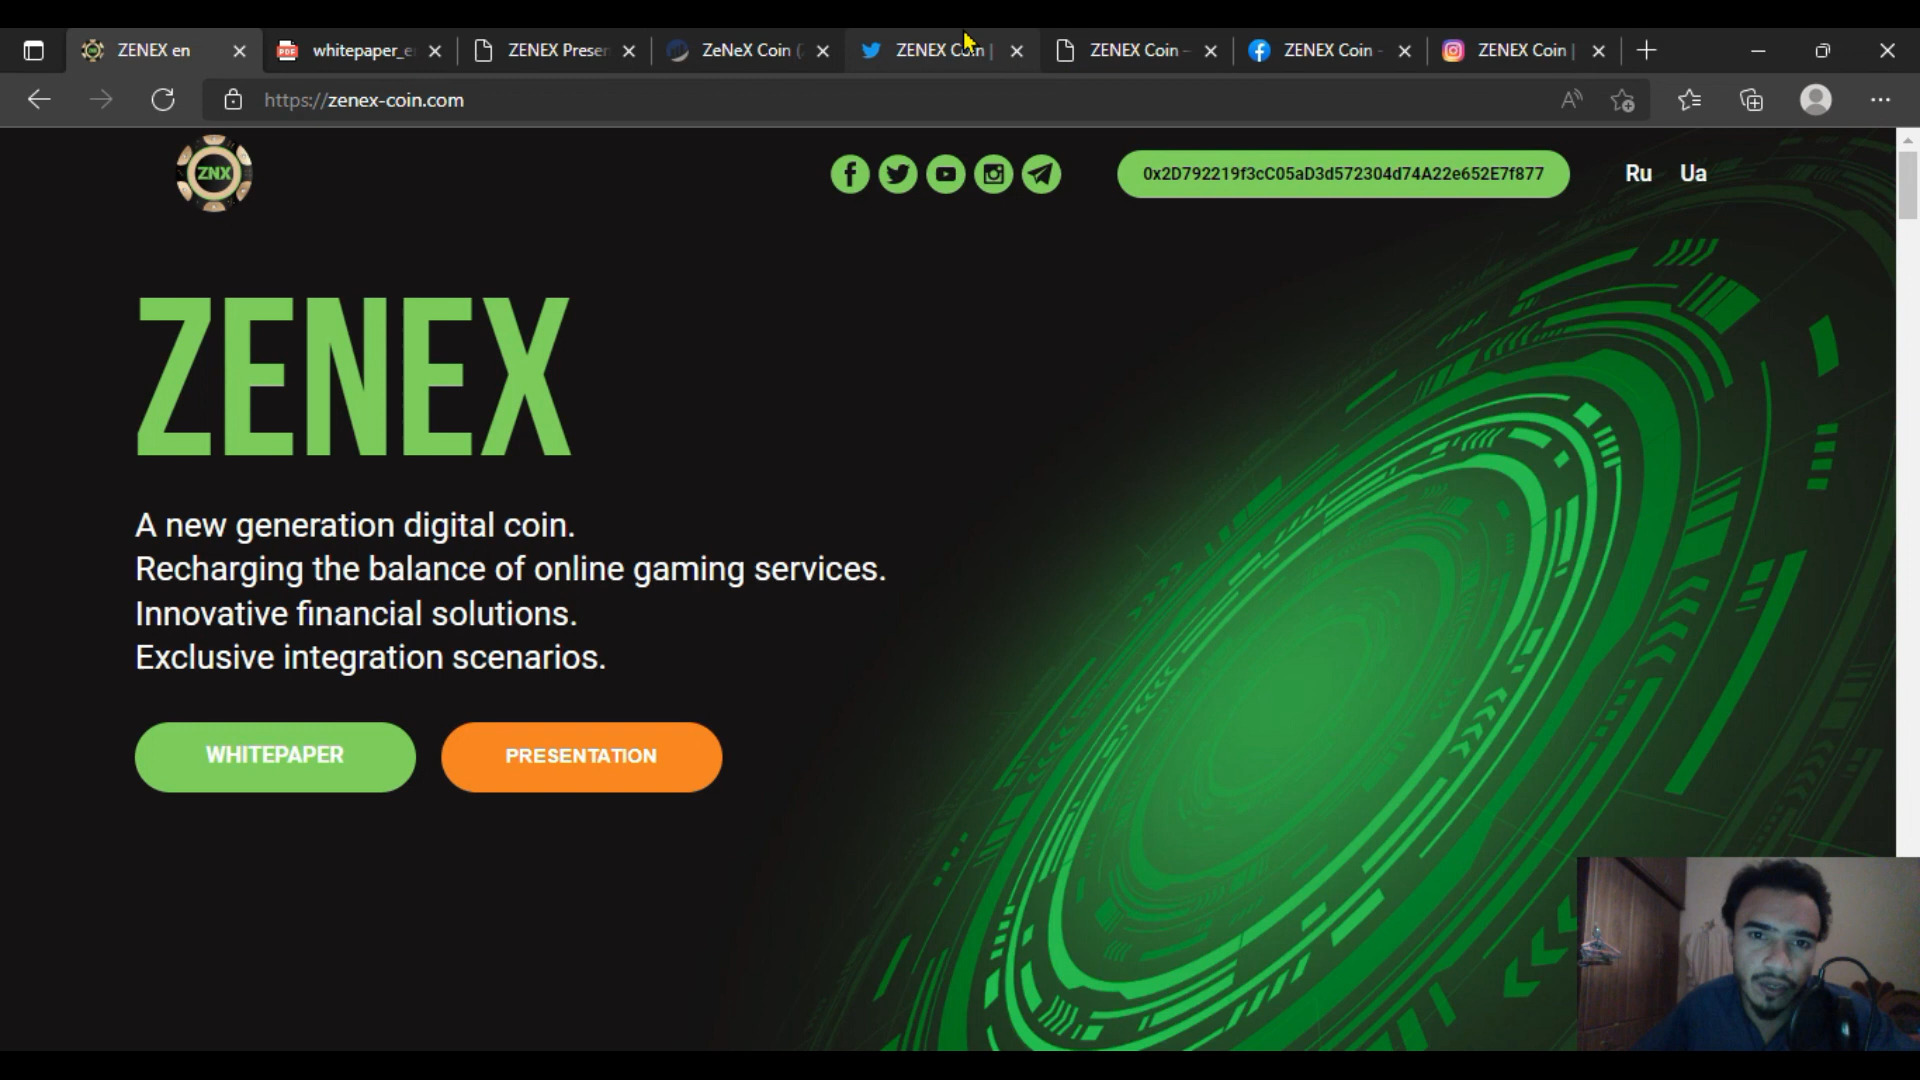 ZENEX en
whitepaper_e
ZENEX Presen
ZeNeX Coin (
ZENEX Coin |
ZENEX Coin -
ZENEX Coin -
ZENEX Coin |
https://zenex-coin.com
ZNX
0x2D792219f3cC05aD3d572304d74A22e652E7f877
Ru Ua
ZENEX
A new generation digital coin.
Recharging the balance of online gaming services.
Innovative financial solutions.
Exclusive integration scenarios.
WHITEPAPER
PRESENTATION